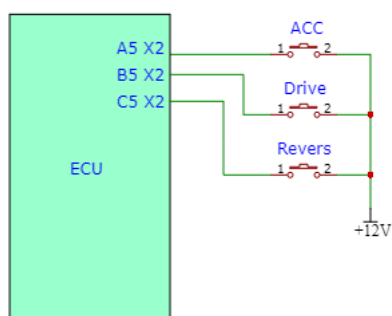 ACC
A5 X2
1 2
B5 X2
Drive
C5 X2
1 2
Revers
ECU
1 2
+12V